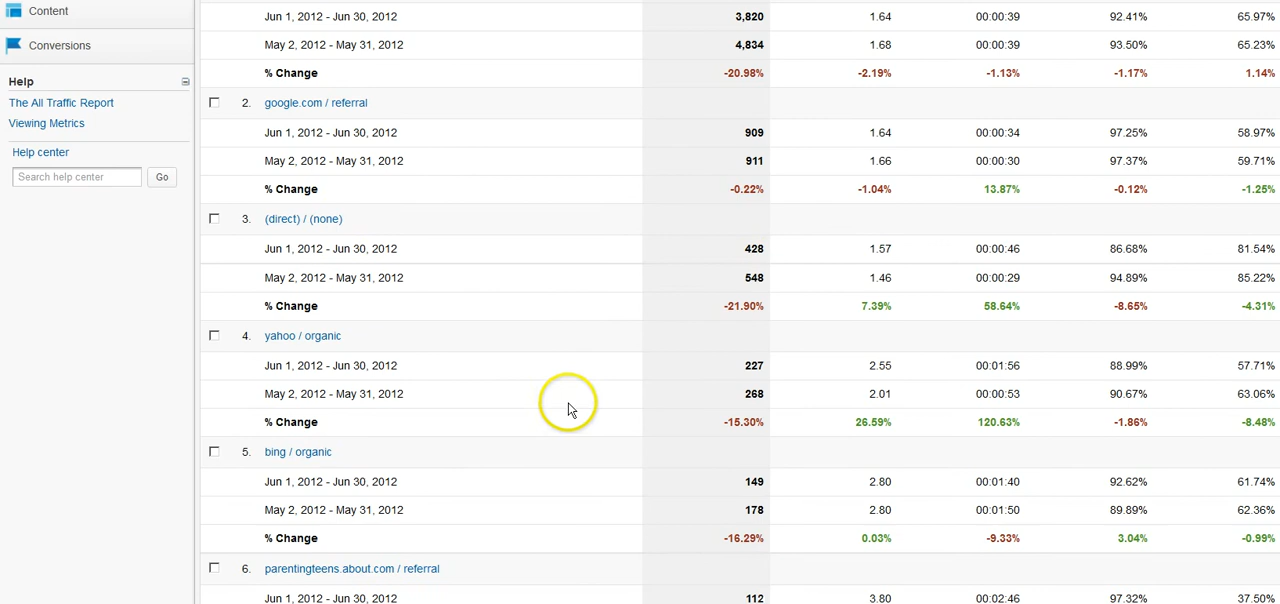 Content
Conversions
Help
The All Traffic Report
Viewing Metrics
Help center
Search help center Go
Jun 1, 2012 - Jun 30, 2012 3,820 1.64 00:00:39 92.41% 65.97%
May 2, 2012 - May 31, 2012 4,834 1.68 00:00:39 93.50% 65.23%
% Change -20.98% -2.19% -1.13% -1.17% 1.14%
2. google.com / referral
Jun 1, 2012 - Jun 30, 2012 909 1.64 00:00:34 97.25% 58.97%
May 2, 2012 - May 31, 2012 911 1.66 00:00:30 97.37% 59.71%
% Change -0.22% -1.04% 13.87% -0.12% -1.25%
3. (direct) / (none)
Jun 1, 2012 - Jun 30, 2012 428 1.57 00:00:46 86.68% 81.54%
May 2, 2012 - May 31, 2012 548 1.46 00:00:29 94.89% 85.22%
% Change -21.90% 7.39% 58.64% -8.65% -4.31%
4. yahoo / organic
Jun 1, 2012 - Jun 30, 2012 227 2.55 00:01:56 88.99% 57.71%
May 2, 2012 - May 31, 2012 268 2.01 00:00:53 90.67% 63.06%
% Change -15.30% 26.59% 120.63% -1.86% -8.48%
5. bing / organic
Jun 1, 2012 - Jun 30, 2012 149 2.80 00:01:40 92.62% 61.74%
May 2, 2012 - May 31, 2012 178 2.80 00:01:50 89.89% 62.36%
% Change -16.29% 0.03% -9.33% 3.04% -0.99%
6. parentingteens.about.com / referral
Jun 1, 2012 - Jun 30, 2012 112 3.80 00:02:46 97.32% 37.50%